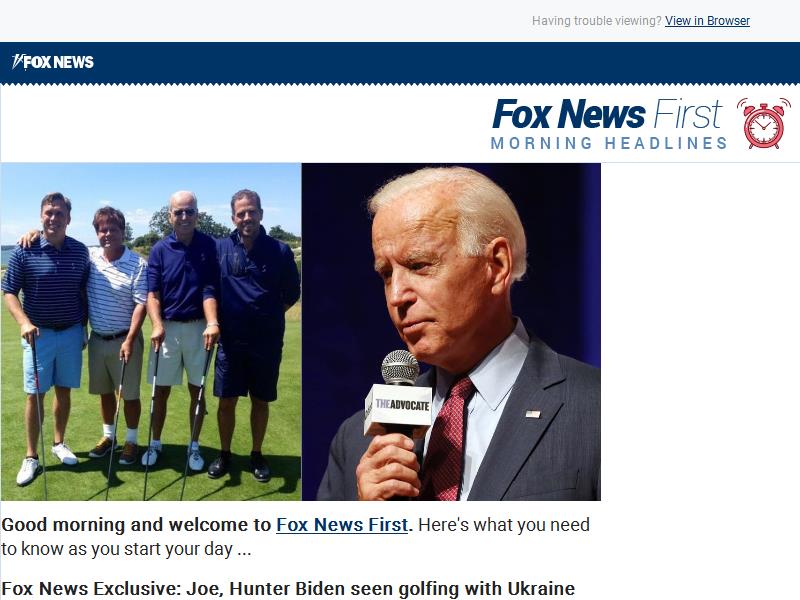 Having trouble viewing? View in Browser
FOX NEWS
Fox News First
MORNING HEADLINES
THEADVOCATE
Good morning and welcome to Fox News First. Here's what you need
to know as you start your day ...
Fox News Exclusive: Joe, Hunter Biden seen golfing with Ukraine